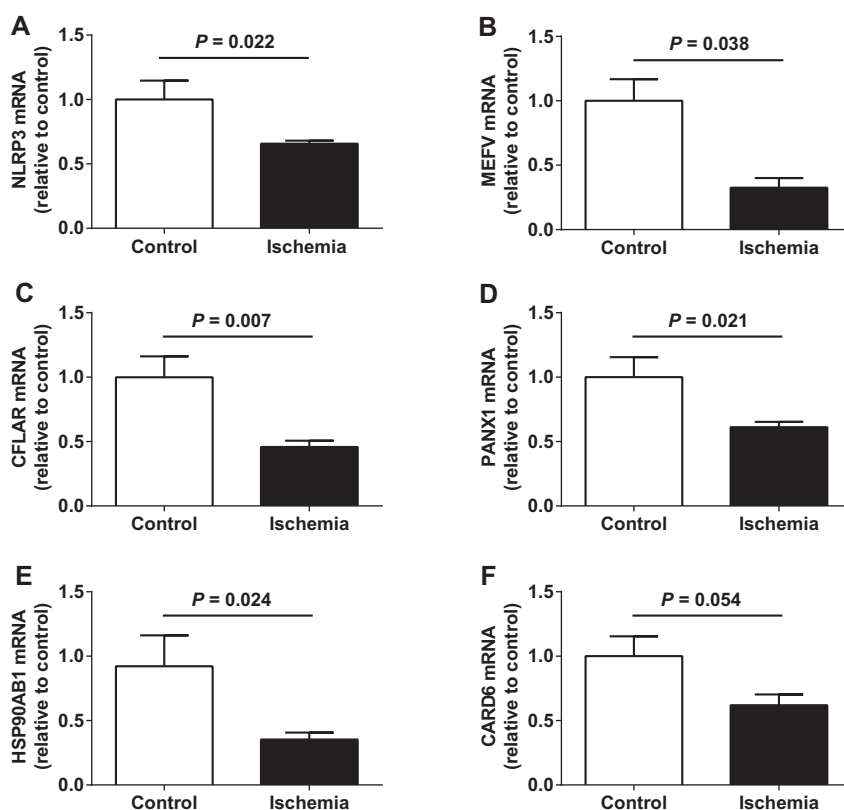 A
NLRP3 mRNA
(relative to control)
1.5
1.0
0.5
0.0
P = 0.022
Control
Ischemia
B
MEFV mRNA
(relative to control)
1.5
1.0
0.5
0.0
P = 0.038
Control
Ischemia
C
CFLAR mRNA
(relative to control)
1.5
1.0
0.5
0.0
P = 0.007
Control
Ischemia
D
PANX1 mRNA
(relative to control)
1.5
1.0
0.5
0.0
P = 0.021
Control
Ischemia
E
HSP90AB1 mRNA
(relative to control)
1.5
1.0
0.5
0.0
P = 0.024
Control
Ischemia
F
CARD6 mRNA
(relative to control)
1.5
1.0
0.5
0.0
P = 0.054
Control
Ischemia